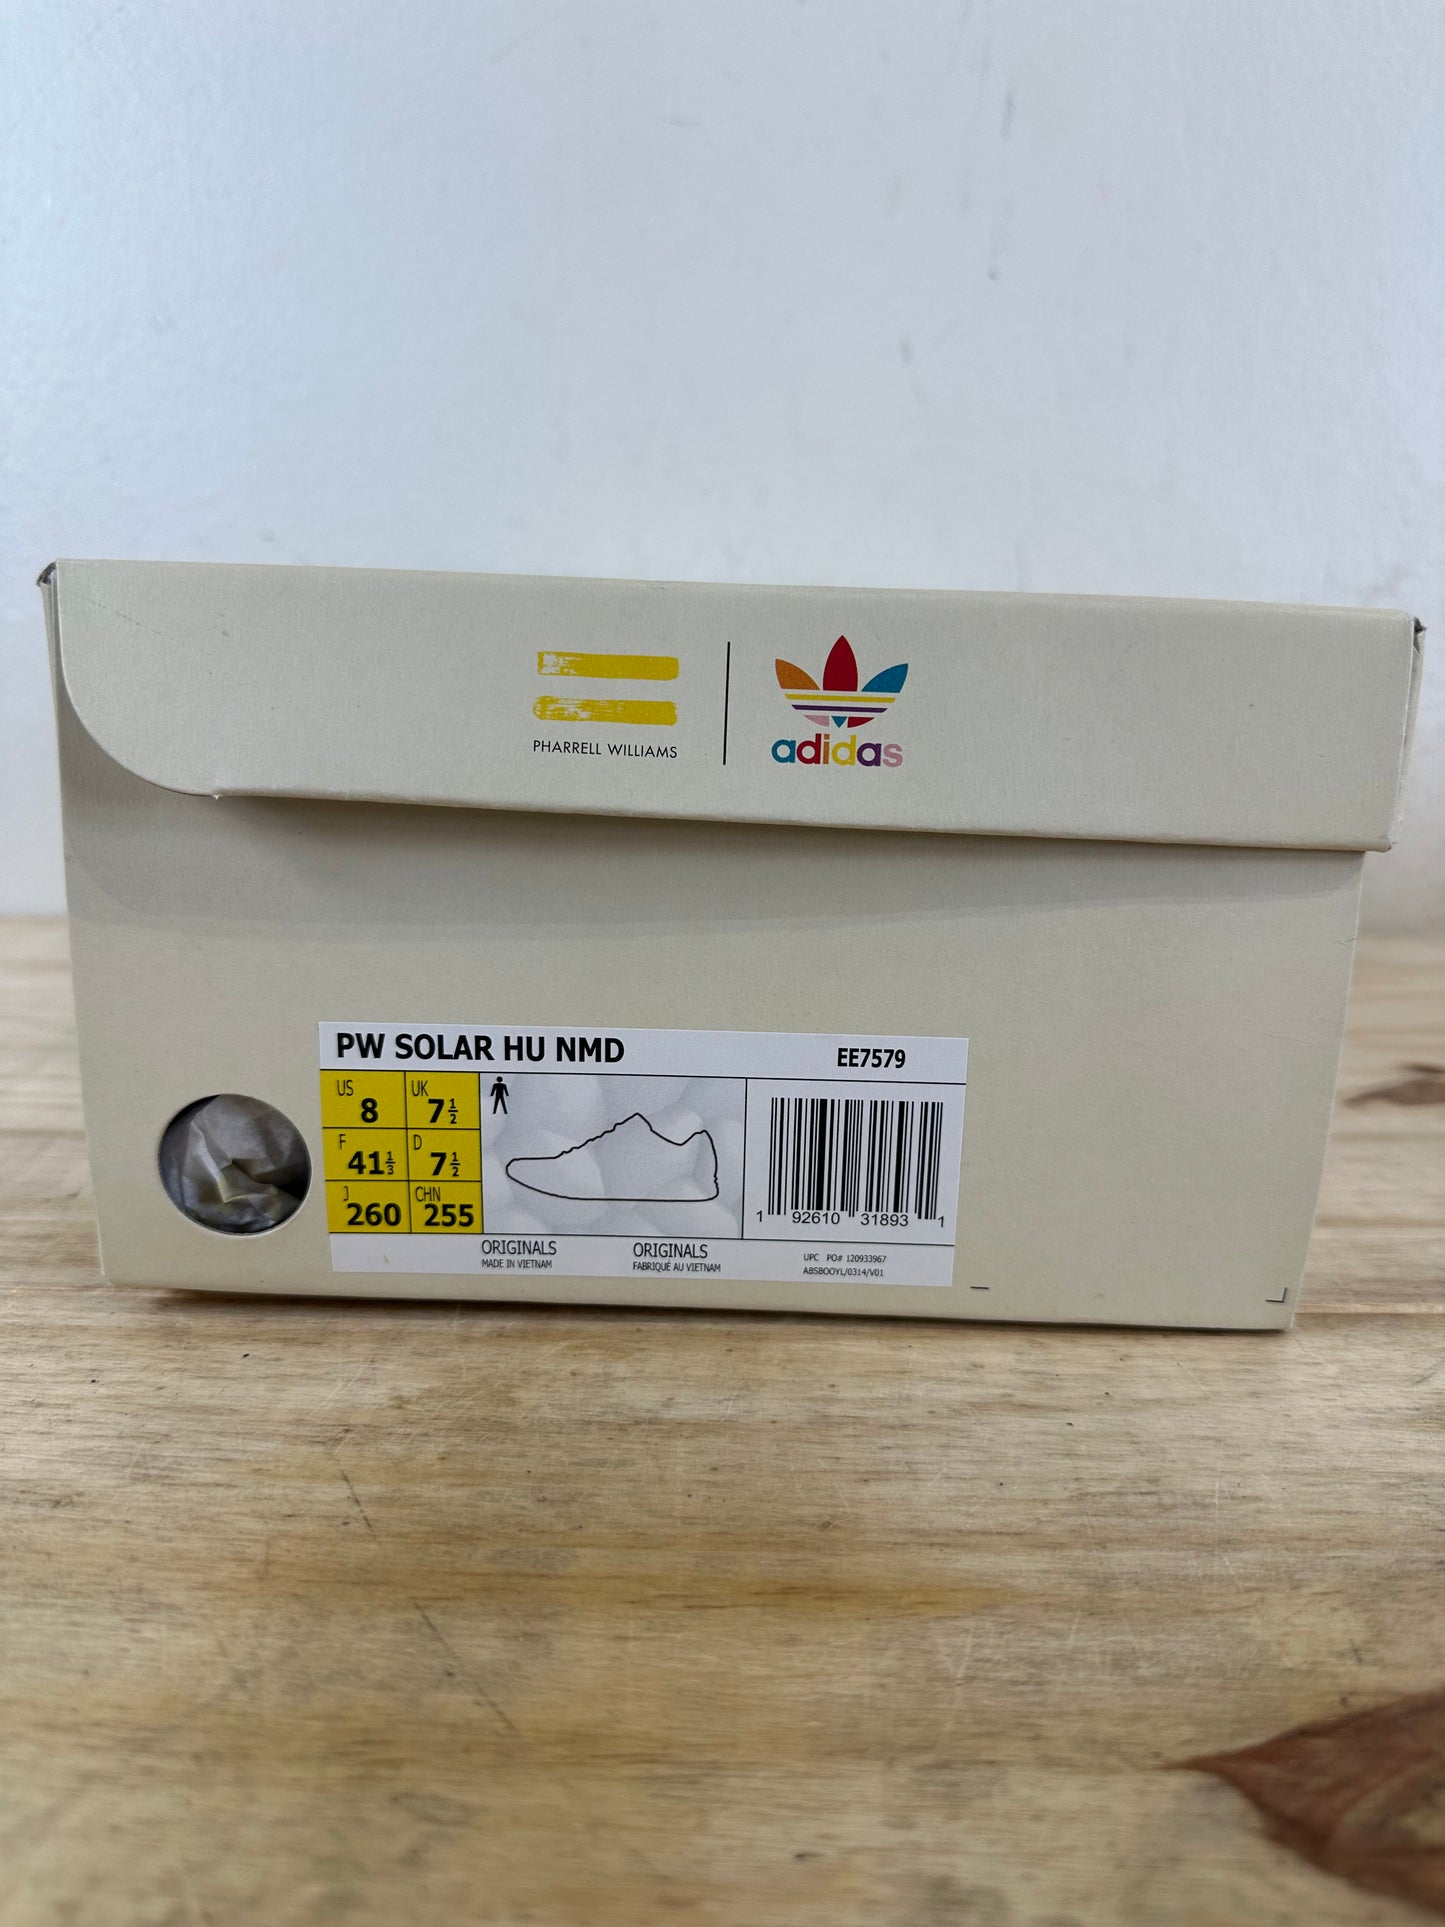 PHARRELL WILLIAMS
adidas
PW SOLAR HU NMD EE7579
US 8 UK 7½
F 41⅓ D 7½
J 260 CHN 255
1 92610 31893 1
ORIGINALS ORIGINALS
MADE IN VIETNAM FABRIQUÉ AU VIETNAM
UPC PO# 120933967
ABSBOOYL/0314/V01